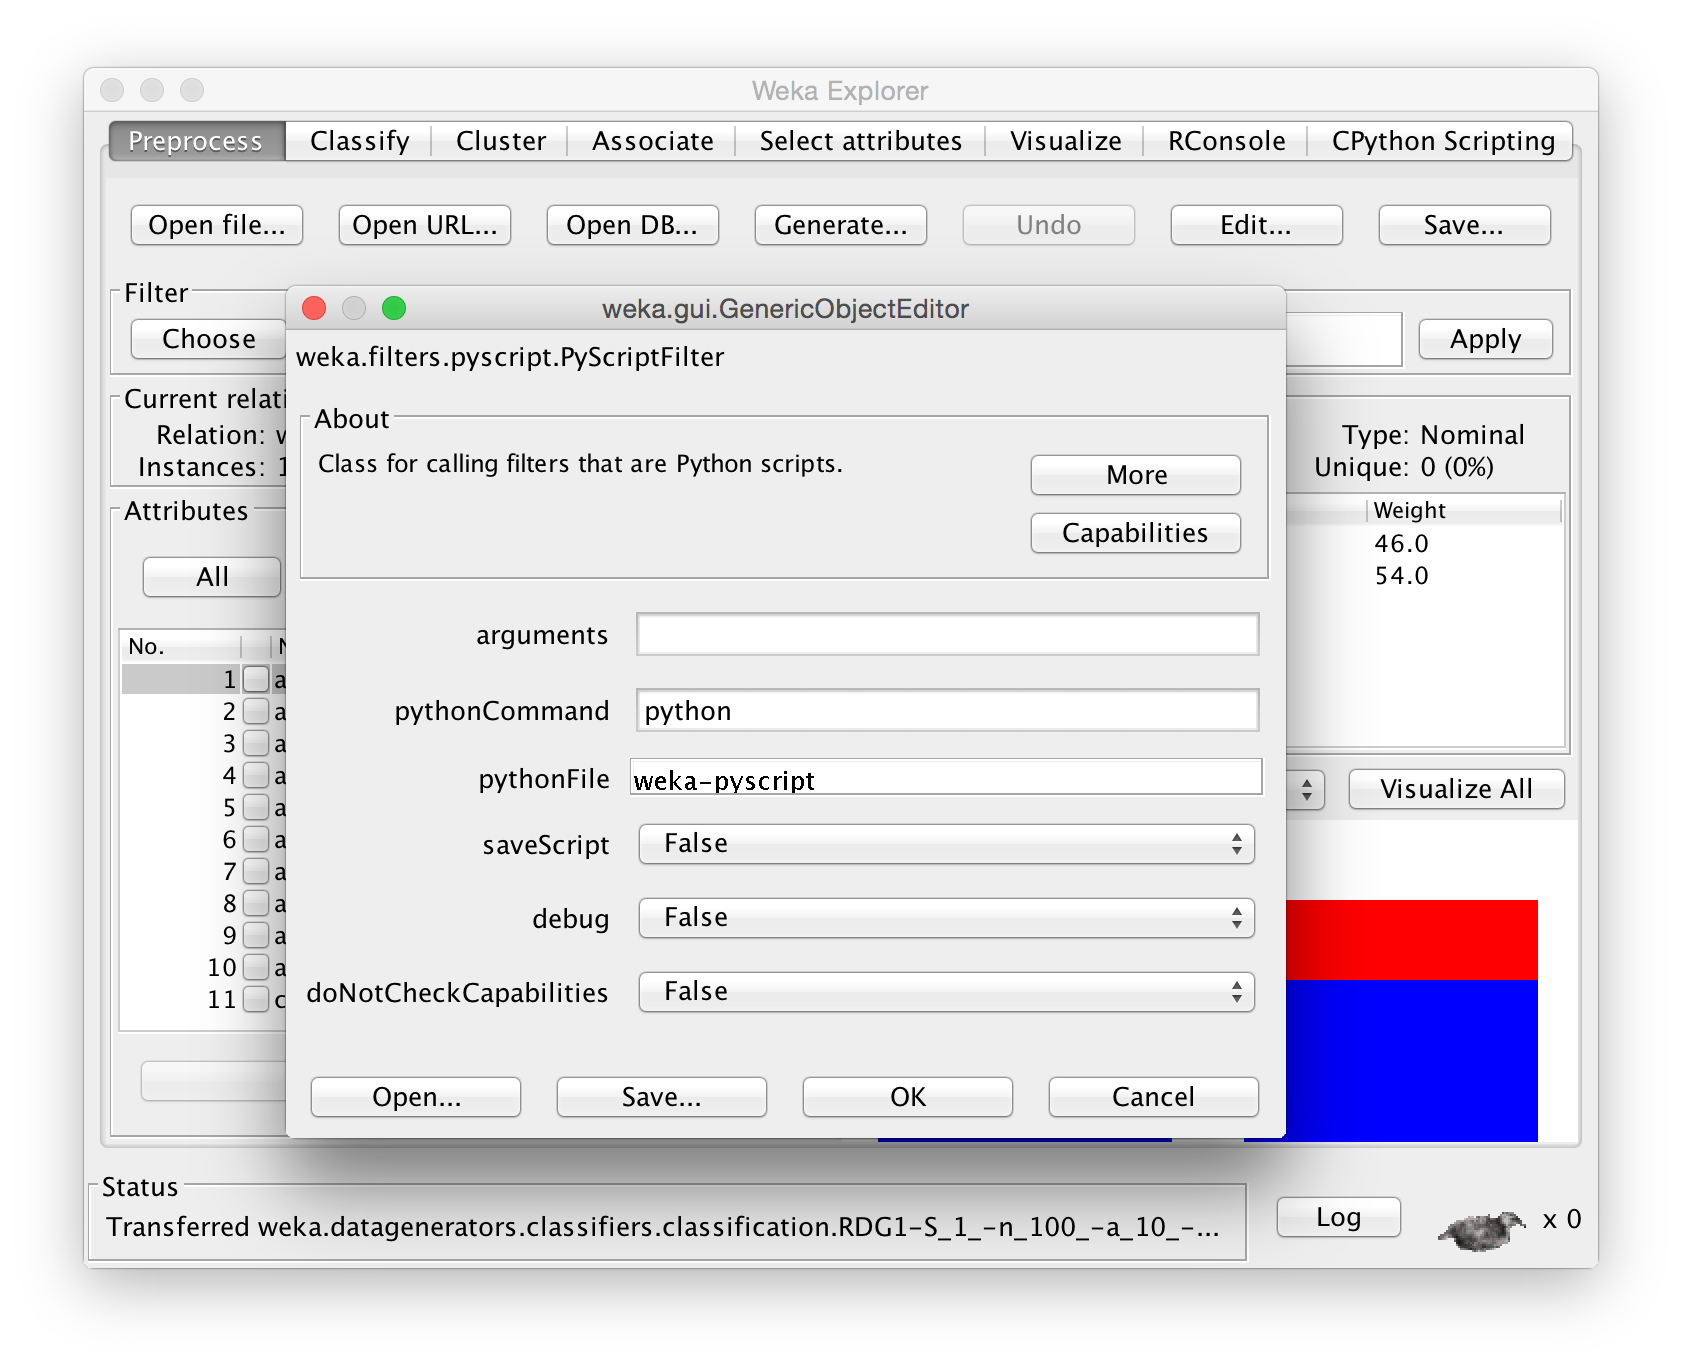 Weka Explorer
Preprocess Classify Cluster Associate Select attributes Visualize RConsole CPython Scripting
Open file... Open URL... Open DB... Generate... Undo Edit... Save...
Filter
Choose Apply
weka.gui.GenericObjectEditor
weka.filters.pyscript.PyScriptFilter
About
Class for calling filters that are Python scripts.
More
Capabilities
arguments
pythonCommand python
pythonFile weka-pyscript
saveScript False
debug False
doNotCheckCapabilities False
Open... Save... OK Cancel
Current relati
Relation: w
Instances: 1
Type: Nominal
Unique: 0 (0%)
Attributes
All
Weight
46.0
54.0
No. N
1 a
2 a
3 a
4 a
5 a
6 a
7 a
8 a
9 a
10 a
11 c
Visualize All
Status
Transferred weka.datagenerators.classifiers.classification.RDG1-S_1_-n_100_-a_10_-...
Log x 0